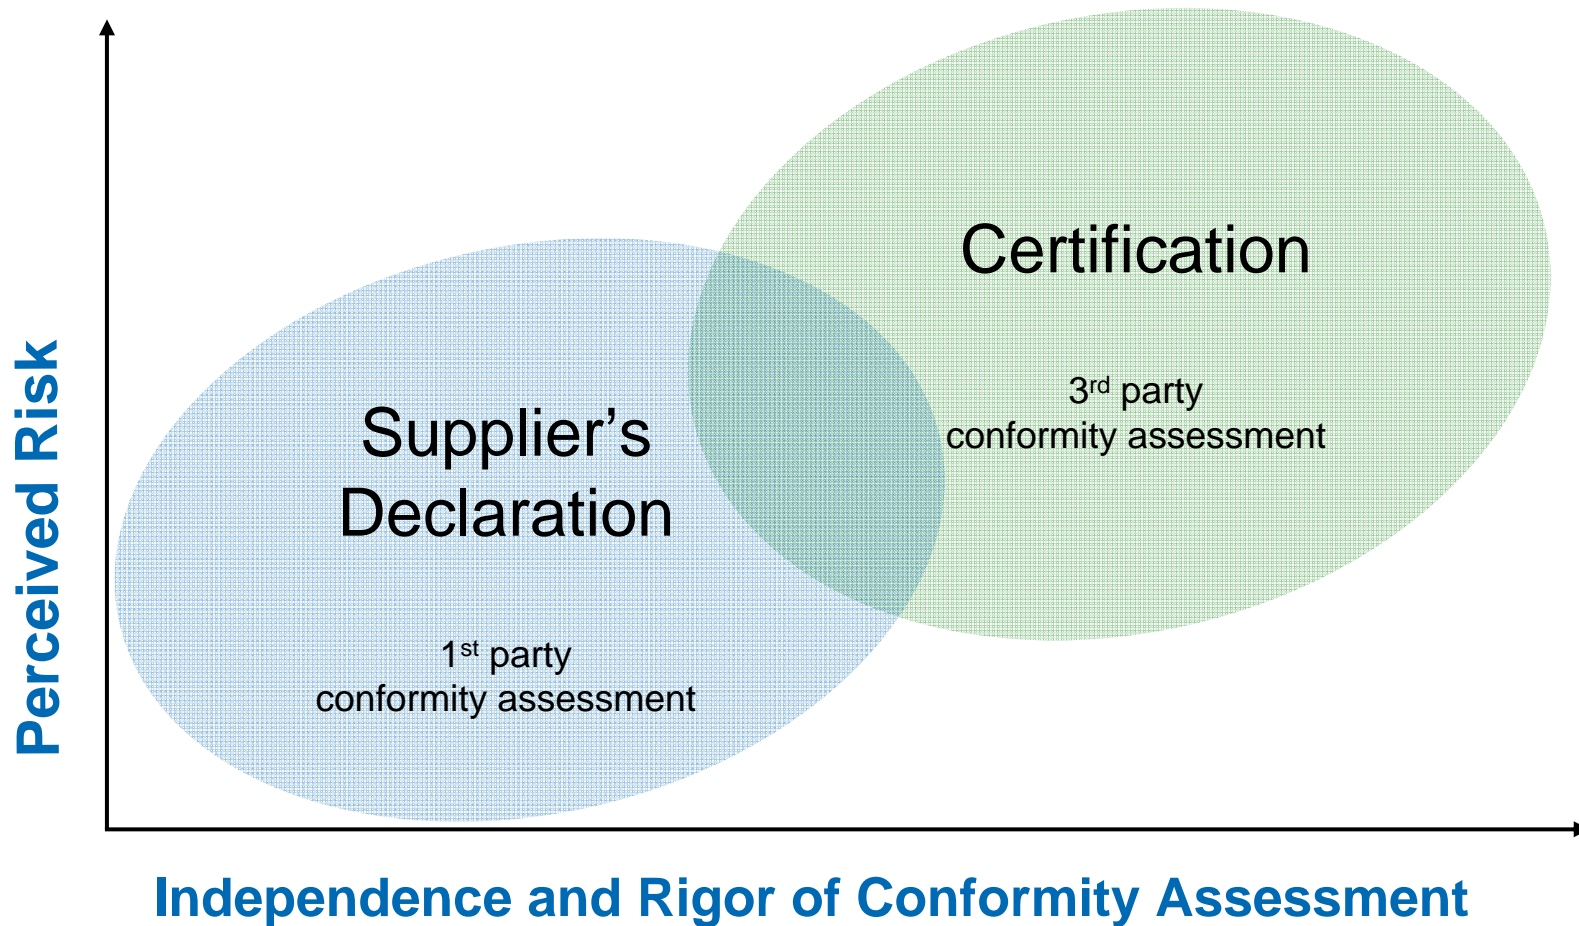 Perceived Risk
Certification
3rd party
conformity assessment
Supplier’s
Declaration
1st party
conformity assessment
Independence and Rigor of Conformity Assessment